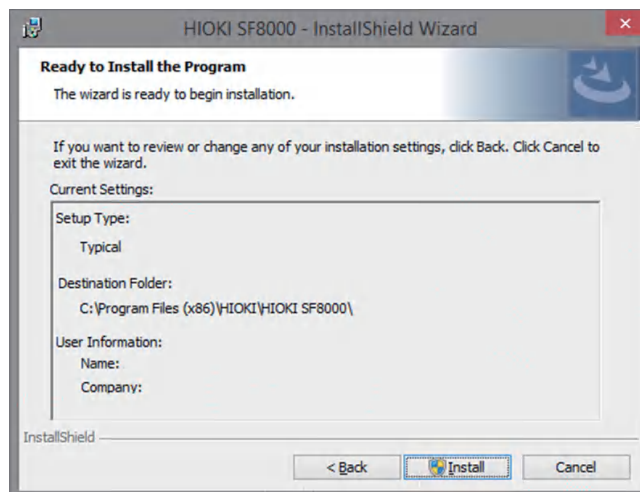 HIOKI SF8000 - InstallShield Wizard
Ready to Install the Program
The wizard is ready to begin installation.
If you want to review or change any of your installation settings, click Back. Click Cancel to
exit the wizard.
Current Settings:
Setup Type:
Typical
Destination Folder:
C:\Program Files (x86)\HIOKI\HIOKI SF8000\
User Information:
Name:
Company:
InstallShield
< Back
Install
Cancel